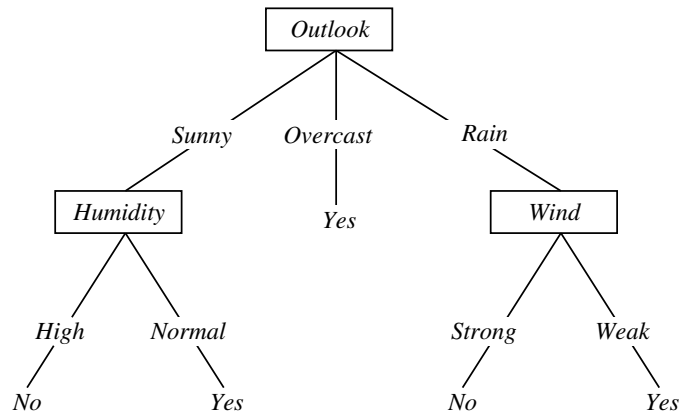 Outlook
Sunny Overcast Rain
Humidity Yes Wind
High Normal Strong Weak
No Yes No Yes